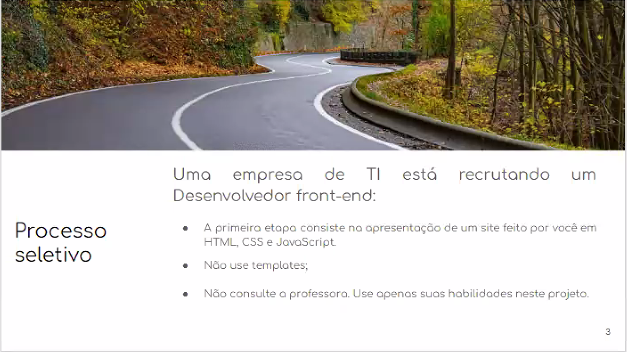 Uma empresa de TI está recrutando um
Desenvolvedor front-end:
Processo
seletivo
● A primeira etapa consiste na apresentação de um site feito por você em
HTML, CSS e JavaScript.
● Não use templates;
● Não consulte a professora. Use apenas suas habilidades neste projeto.
3